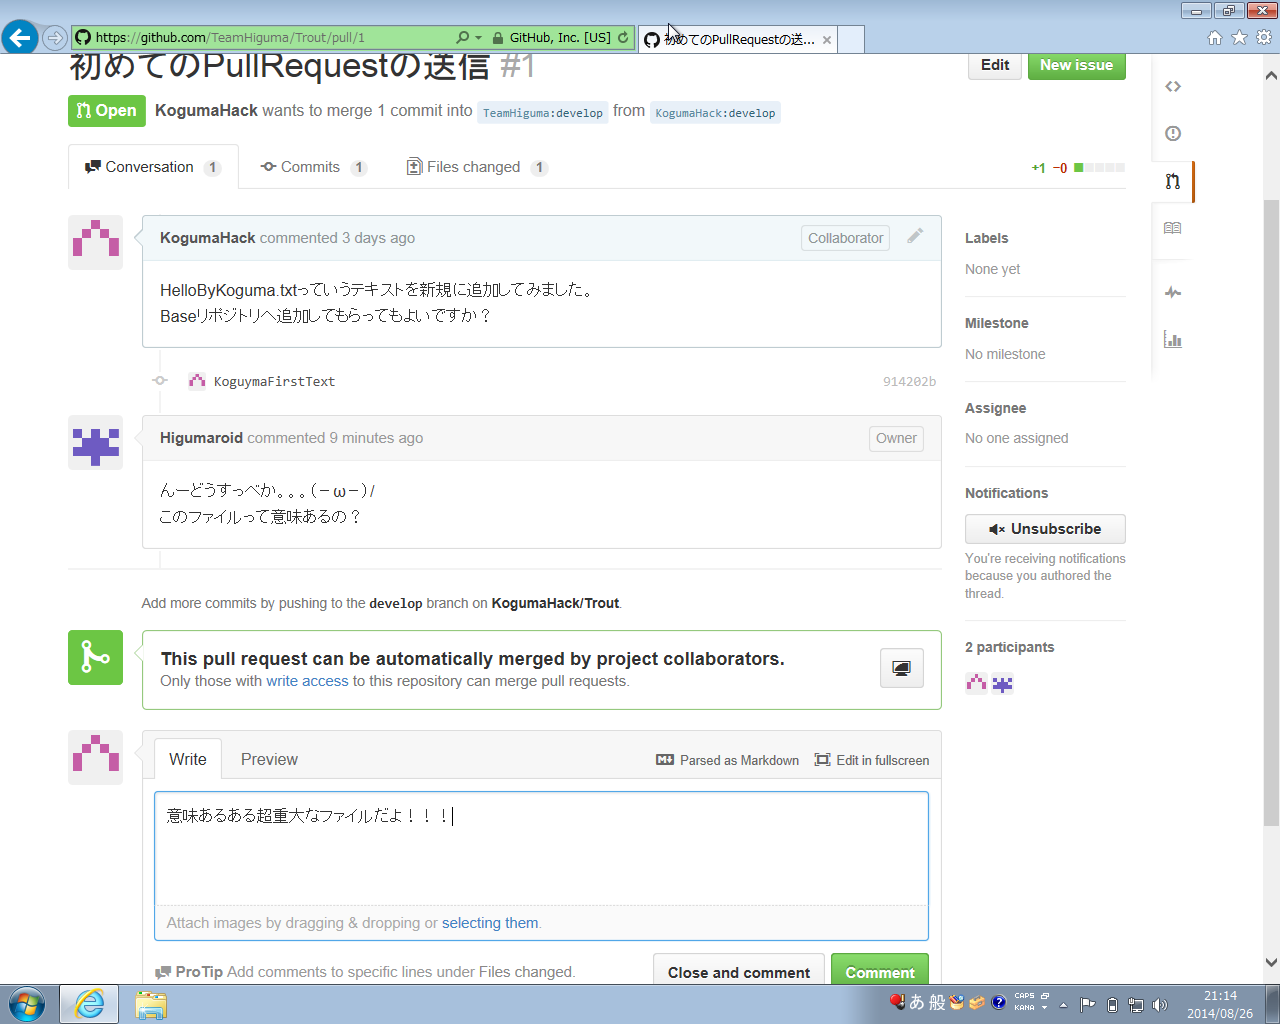 https://github.com/TeamHiguma/Trout/pull/1
GitHub, Inc. [US]
初めてのPullRequestの送...
初めてのPullRequestの送信 #1
Edit
New issue
Open
KogumaHack wants to merge 1 commit into TeamHiguma:develop from KogumaHack:develop
Conversation 1
Commits 1
Files changed 1
+1 −0
KogumaHack commented 3 days ago
Collaborator
HelloByKoguma.txtっていうテキストを新規に追加してみました。
Baseリポジトリへ追加してもらってもよいですか？
KoguymaFirstText
914202b
Higumaroid commented 9 minutes ago
Owner
んーどうすっべか。。。（－ω－）/
このファイルって意味あるの？
Labels
None yet
Milestone
No milestone
Assignee
No one assigned
Notifications
Unsubscribe
You're receiving notifications
because you authored the
thread.
2 participants
Add more commits by pushing to the develop branch on KogumaHack/Trout.
This pull request can be automatically merged by project collaborators.
Only those with write access to this repository can merge pull requests.
Write
Preview
Parsed as Markdown
Edit in fullscreen
意味あるある超重大なファイルだよ！！！
Attach images by dragging & dropping or selecting them.
ProTip Add comments to specific lines under Files changed.
Close and comment
Comment
あ 般
CAPS
KANA
21:14
2014/08/26